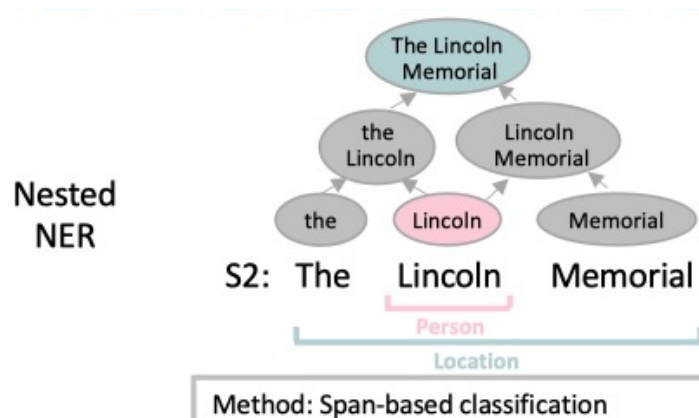 The Lincoln
Memorial
the
Lincoln
Lincoln
Memorial
Nested
NER
the
Lincoln
Memorial
S2: The Lincoln Memorial
Person
Location
Method: Span-based classification